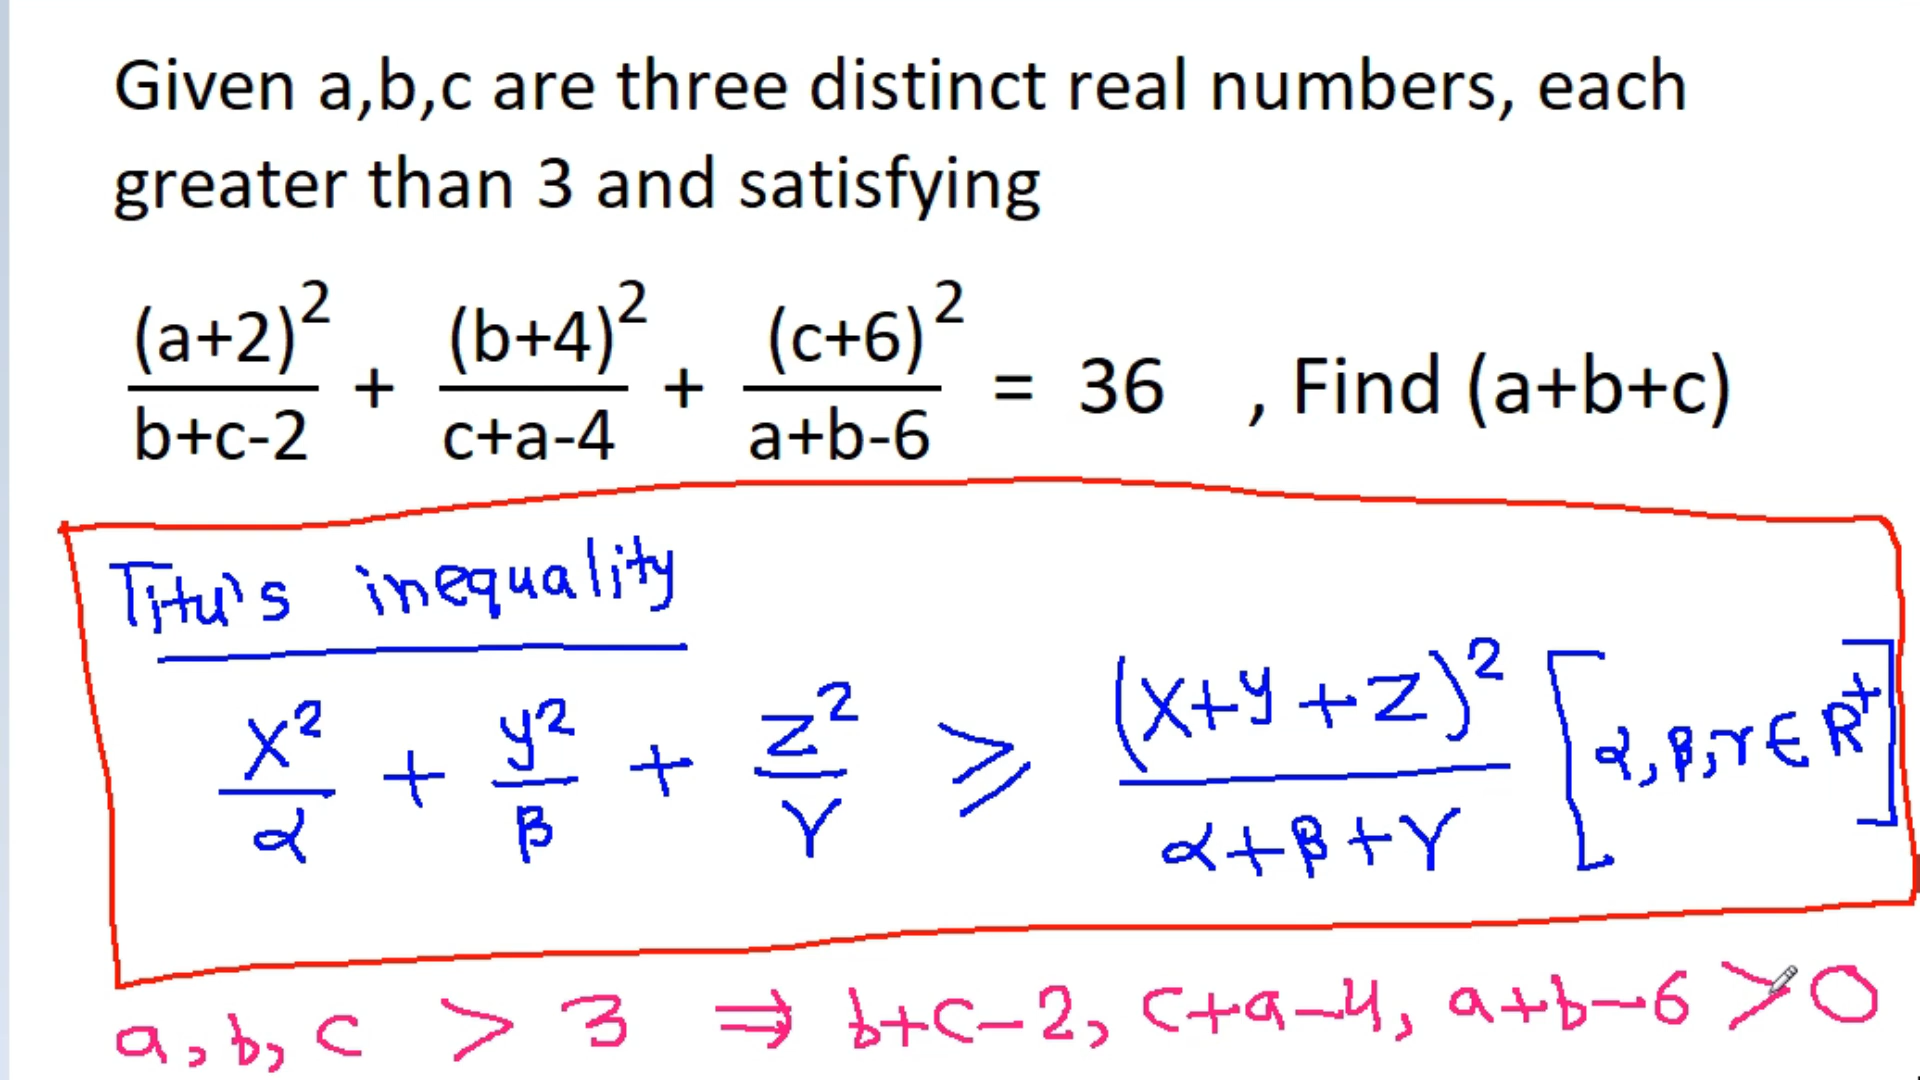 Given a,b,c are three distinct real numbers, each
greater than 3 and satisfying
(a+2)²/b+c-2 + (b+4)²/c+a-4 + (c+6)²/a+b-6 = 36 , Find (a+b+c)
Titu's inequality
x²/α + y²/β + z²/γ ⩾ (x+y+z)²/α+β+γ [α,β,γ∈R⁺]
a,b,c > 3 ⇒ b+c-2, c+a-4, a+b-6 >0